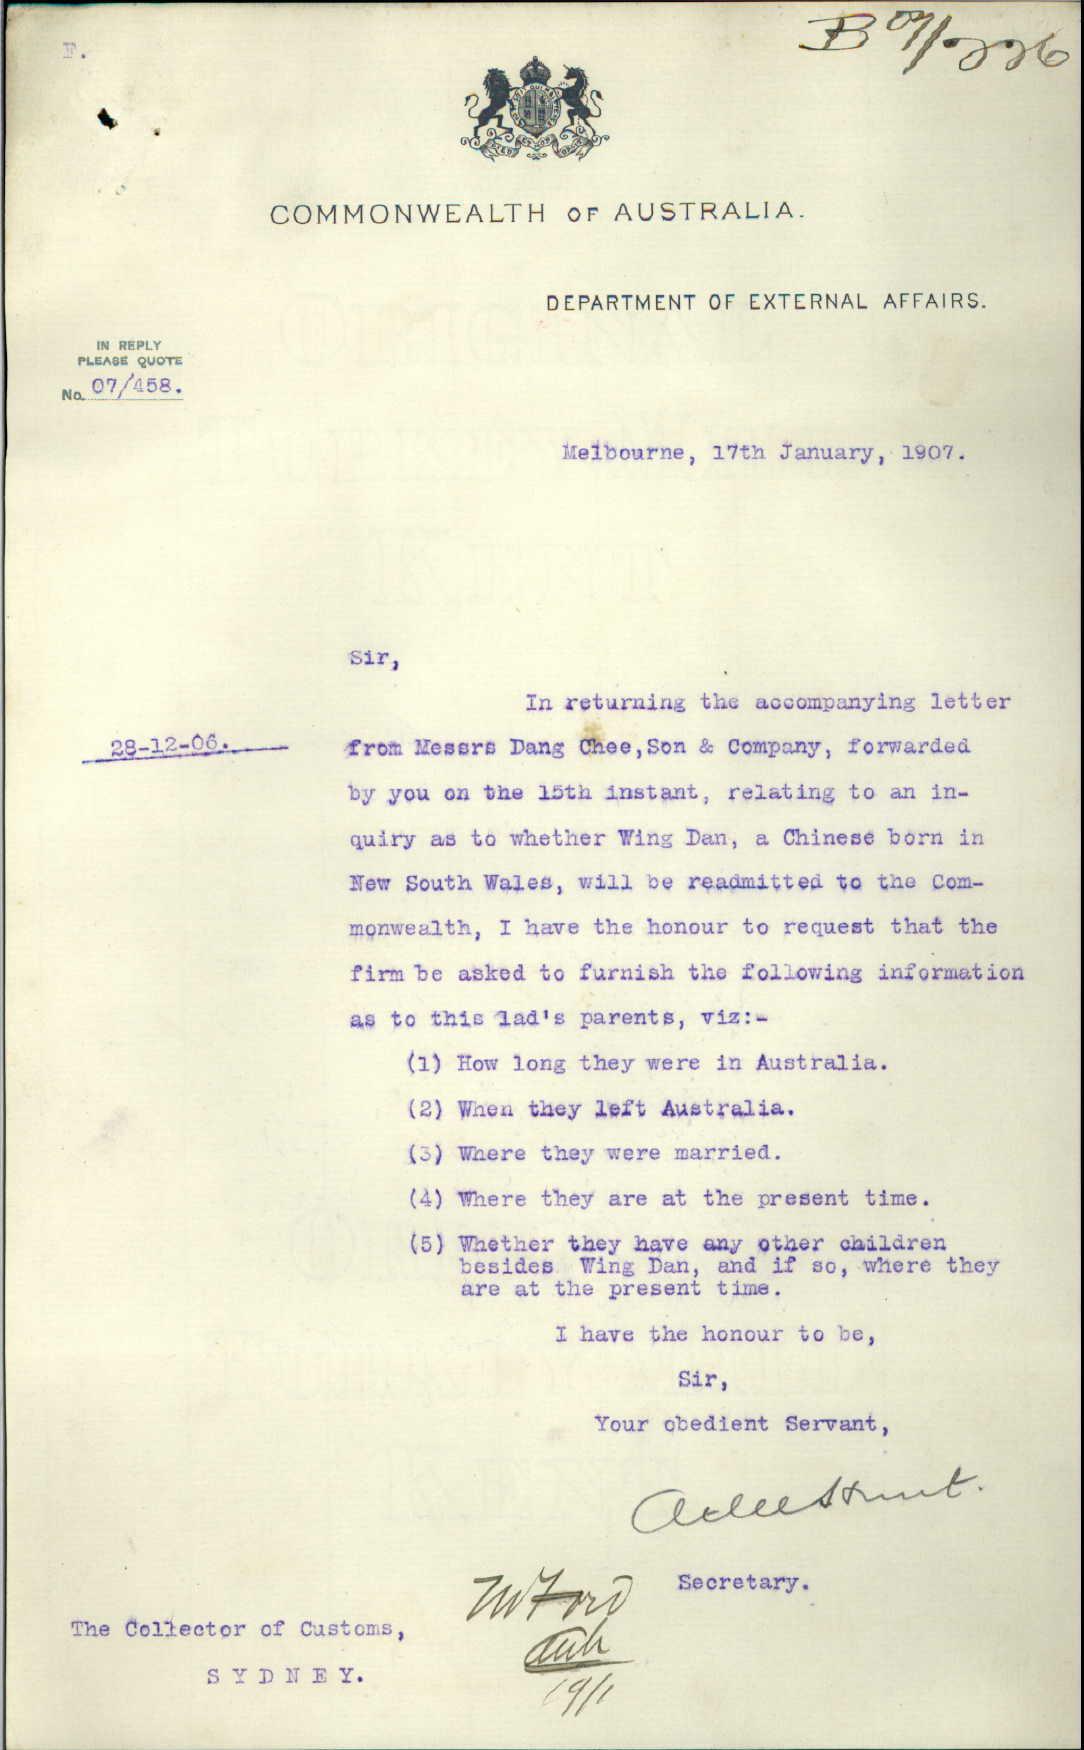 F.
B 07/226
COMMONWEALTH OF AUSTRALIA.
DEPARTMENT OF EXTERNAL AFFAIRS.
IN REPLY
PLEASE QUOTE
No. 07/458.
Melbourne, 17th January, 1907.
Sir,
In returning the accompanying letter
28-12-06.
from Messrs Dang Chee,Son & Company, forwarded
by you on the 15th instant, relating to an in-
quiry as to whether Wing Dan, a Chinese born in
New South Wales, will be readmitted to the Com-
monwealth, I have the honour to request that the
firm be asked to furnish the following information
as to this lad's parents, viz:-
(1) How long they were in Australia.
(2) When they left Australia.
(3) Where they were married.
(4) Where they are at the present time.
(5) Whether they have any other children
besides Wing Dan, and if so, where they
are at the present time.
I have the honour to be,
Sir,
Your obedient Servant,
Atlee Hunt.
Secretary.
The Collector of Customs,
SYDNEY.
19/1